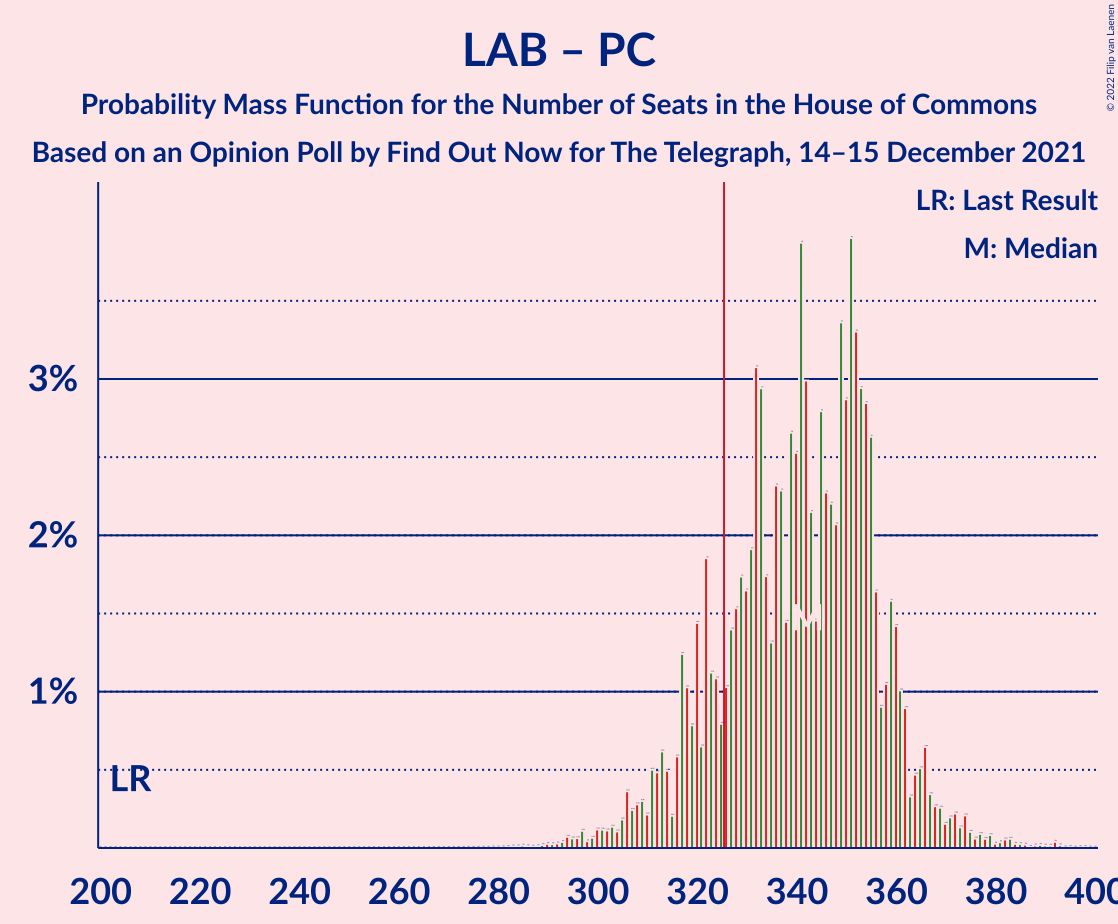 LAB – PC
Probability Mass Function for the Number of Seats in the House of Commons
Based on an Opinion Poll by Find Out Now for The Telegraph, 14–15 December 2021
© 2022 Filip van Laenen
LR: Last Result
M: Median
3%
2%
1%
LR
200 220 240 260 280 300 320 340 360 380 400